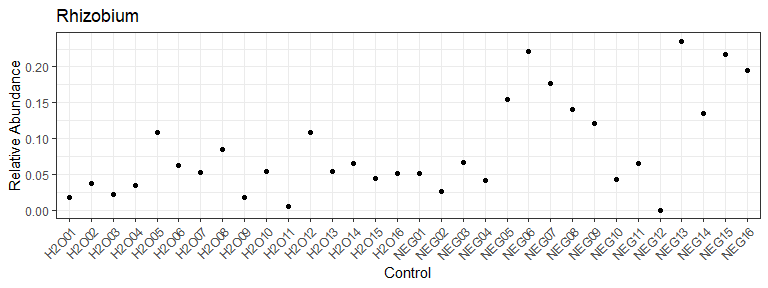 Rhizobium
Relative Abundance
0.20
0.15
0.10
0.05
0.00
H2O01 H2O02 H2O03 H2O04 H2O05 H2O06 H2O07 H2O08 H2O09 H2O10 H2O11 H2O12 H2O13 H2O14 H2O15 H2O16 NEG01 NEG02 NEG03 NEG04 NEG05 NEG06 NEG07 NEG08 NEG09 NEG10 NEG11 NEG12 NEG13 NEG14 NEG15 NEG16
Control